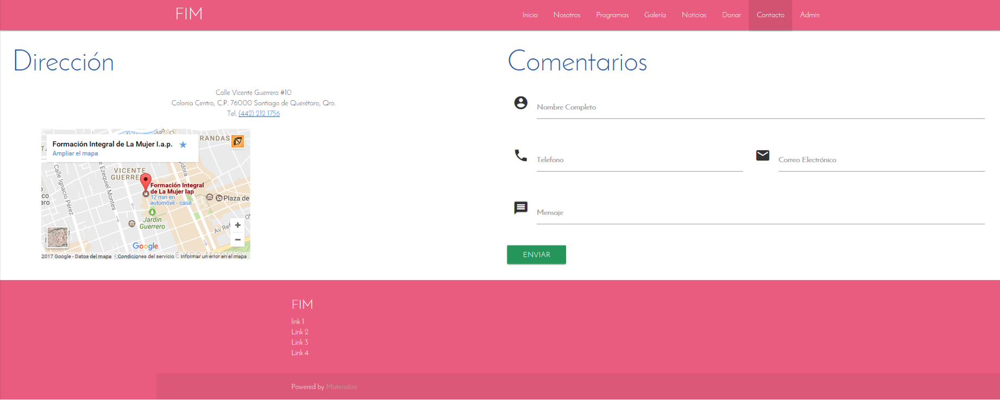 FIM
Inicio Nosotros Programas Galería Noticias Donar Contacto Admin
Dirección
Calle Vicente Guerrero #10
Colonia Centro, C.P. 76000 Santiago de Querétaro, Qro.
Tel. (442) 212 1756
Formación Integral de La Mujer I.a.p.
Ampliar el mapa
RANDAS
VICENTE
GUERRE
Calle Ignacio Pérez
Ezequiel Montes
Formación Integral
de La Mujer Iap
12 min en
automóvil - casa
Plaza de
Jardín
Guerrero
Av Ref
Google
2017 Google - Datos del mapa Condiciones del servicio Informar un error en el mapa
Comentarios
Nombre Completo
Telefono
Correo Electrónico
Mensaje
ENVIAR
FIM
link 1
Link 2
Link 3
Link 4
Powered by Materialize